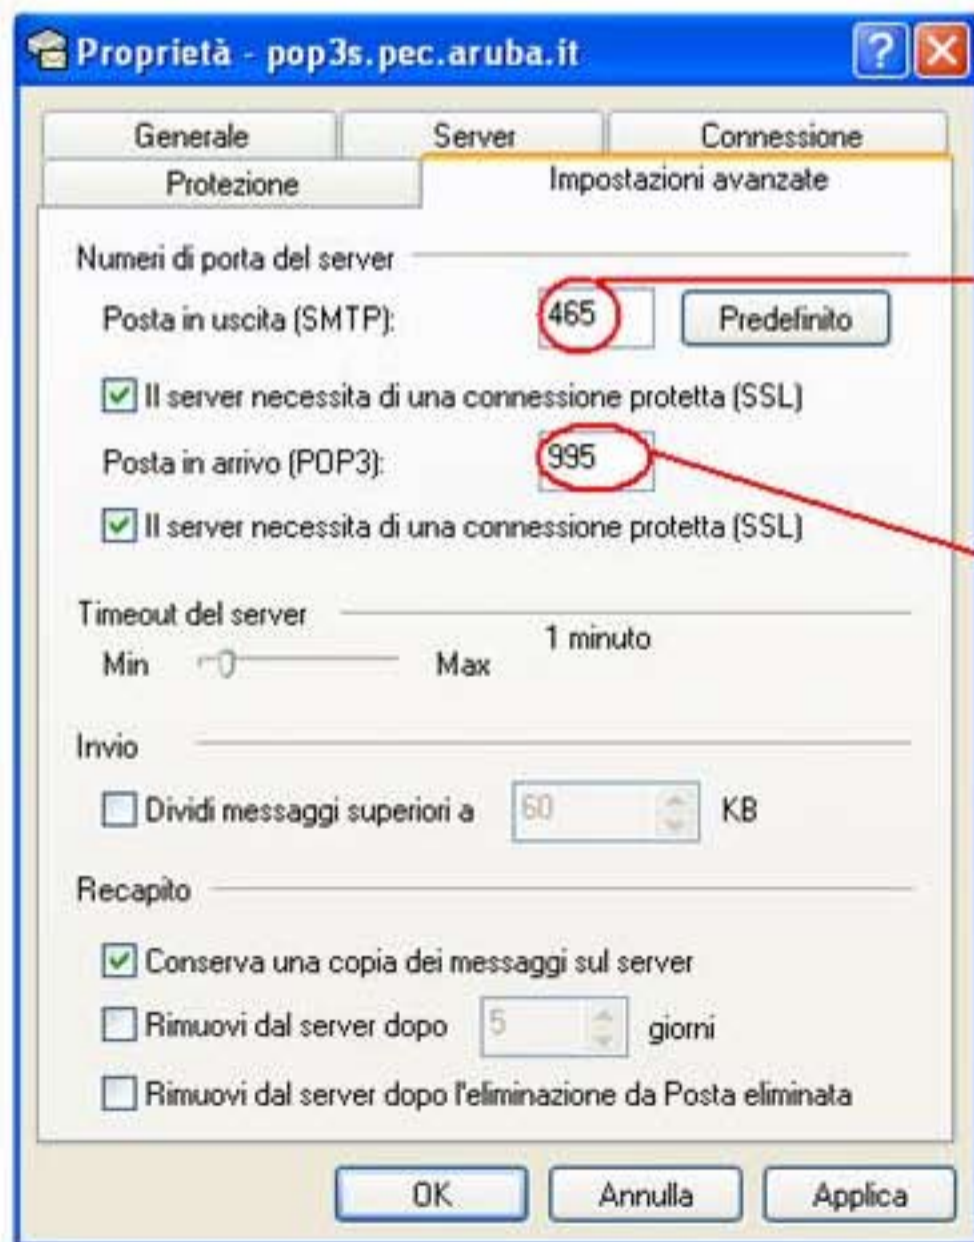 Proprietà - pop3s.pec.aruba.it
Generale Server Connessione
Protezione Impostazioni avanzate
Numeri di porta del server
Posta in uscita (SMTP): 465 Predefinito
Il server necessita di una connessione protetta (SSL)
Posta in arrivo (POP3): 995
Il server necessita di una connessione protetta (SSL)
Timeout del server
1 minuto
Min Max
Invio
Dividi messaggi superiori a 60 KB
Recapito
Conserva una copia dei messaggi sul server
Rimuovi dal server dopo 5 giorni
Rimuovi dal server dopo l'eliminazione da Posta eliminata
OK Annulla Applica